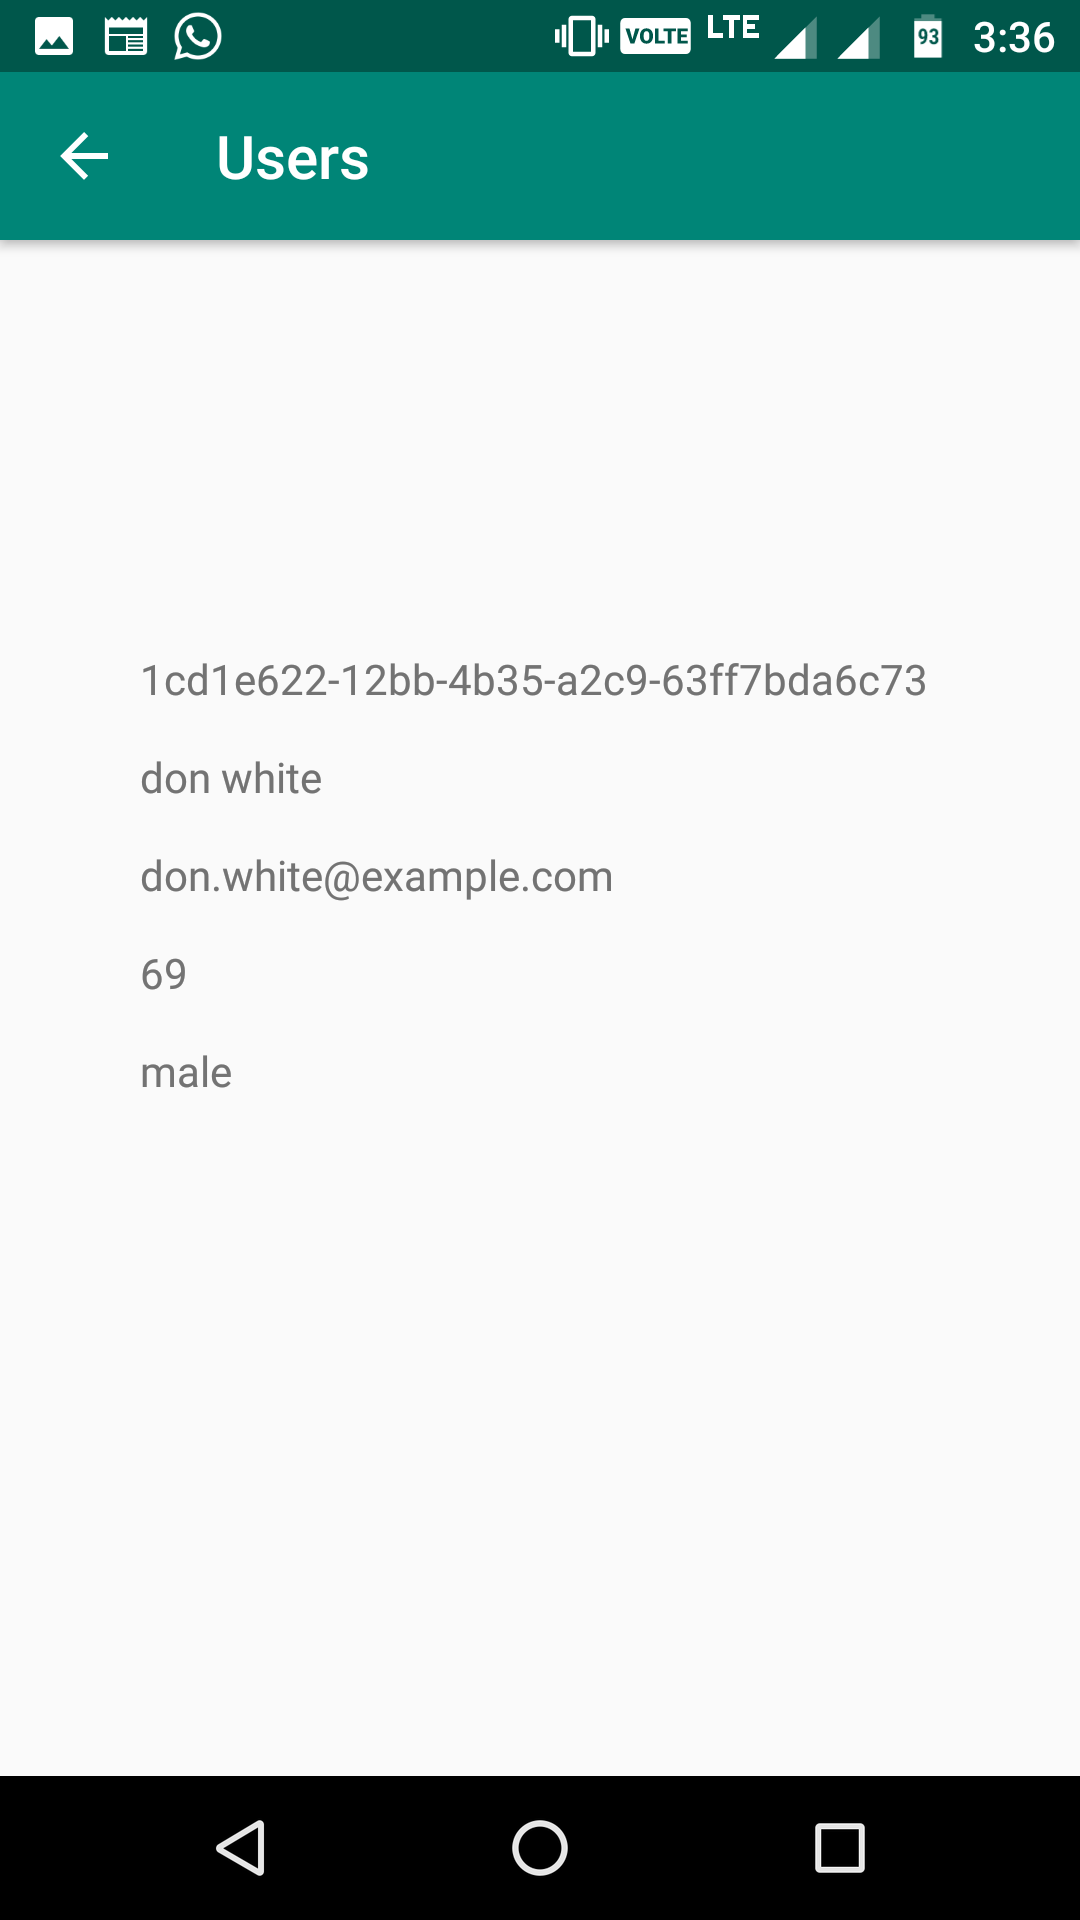 VOLTE LTE 93 3:36
Users
1cd1e622-12bb-4b35-a2c9-63ff7bda6c73
don white
don.white@example.com
69
male